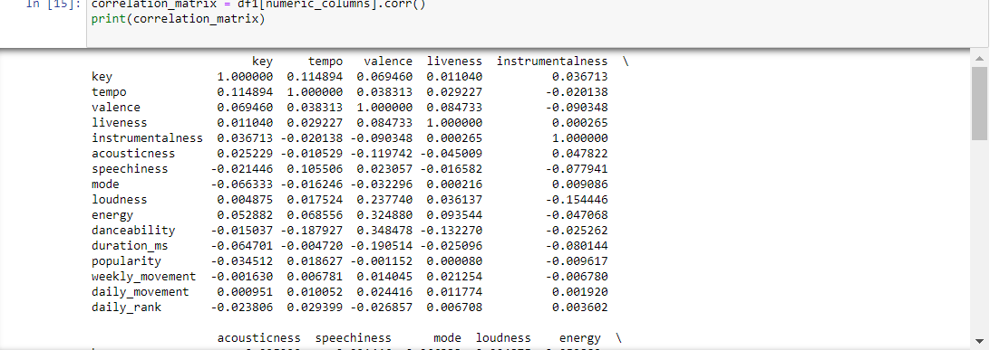 In [15]: correlation_matrix = df1[numeric_columns].corr()
print(correlation_matrix)
key tempo valence liveness instrumentalness \
key 1.000000 0.114894 0.069460 0.011040 0.036713
tempo 0.114894 1.000000 0.038313 0.029227 -0.020138
valence 0.069460 0.038313 1.000000 0.084733 -0.090348
liveness 0.011040 0.029227 0.084733 1.000000 0.000265
instrumentalness 0.036713 -0.020138 -0.090348 0.000265 1.000000
acousticness 0.025229 -0.010529 -0.119742 -0.045009 0.047822
speechiness -0.021446 0.105506 0.023057 -0.016582 -0.077941
mode -0.066333 -0.016246 -0.032296 0.000216 0.009086
loudness 0.004875 0.017524 0.237740 0.036137 -0.154446
energy 0.052882 0.068556 0.324880 0.093544 -0.047068
danceability -0.015037 -0.187927 0.348478 -0.132270 -0.025262
duration_ms -0.064701 -0.004720 -0.190514 -0.025096 -0.080144
popularity -0.034512 0.018627 -0.001152 0.000080 -0.009617
weekly_movement -0.001630 0.006781 0.014045 0.021254 -0.006780
daily_movement 0.000951 0.010052 0.024416 0.011774 0.001920
daily_rank -0.023806 0.029399 -0.026857 0.006708 0.003602
acousticness speechiness mode loudness energy \